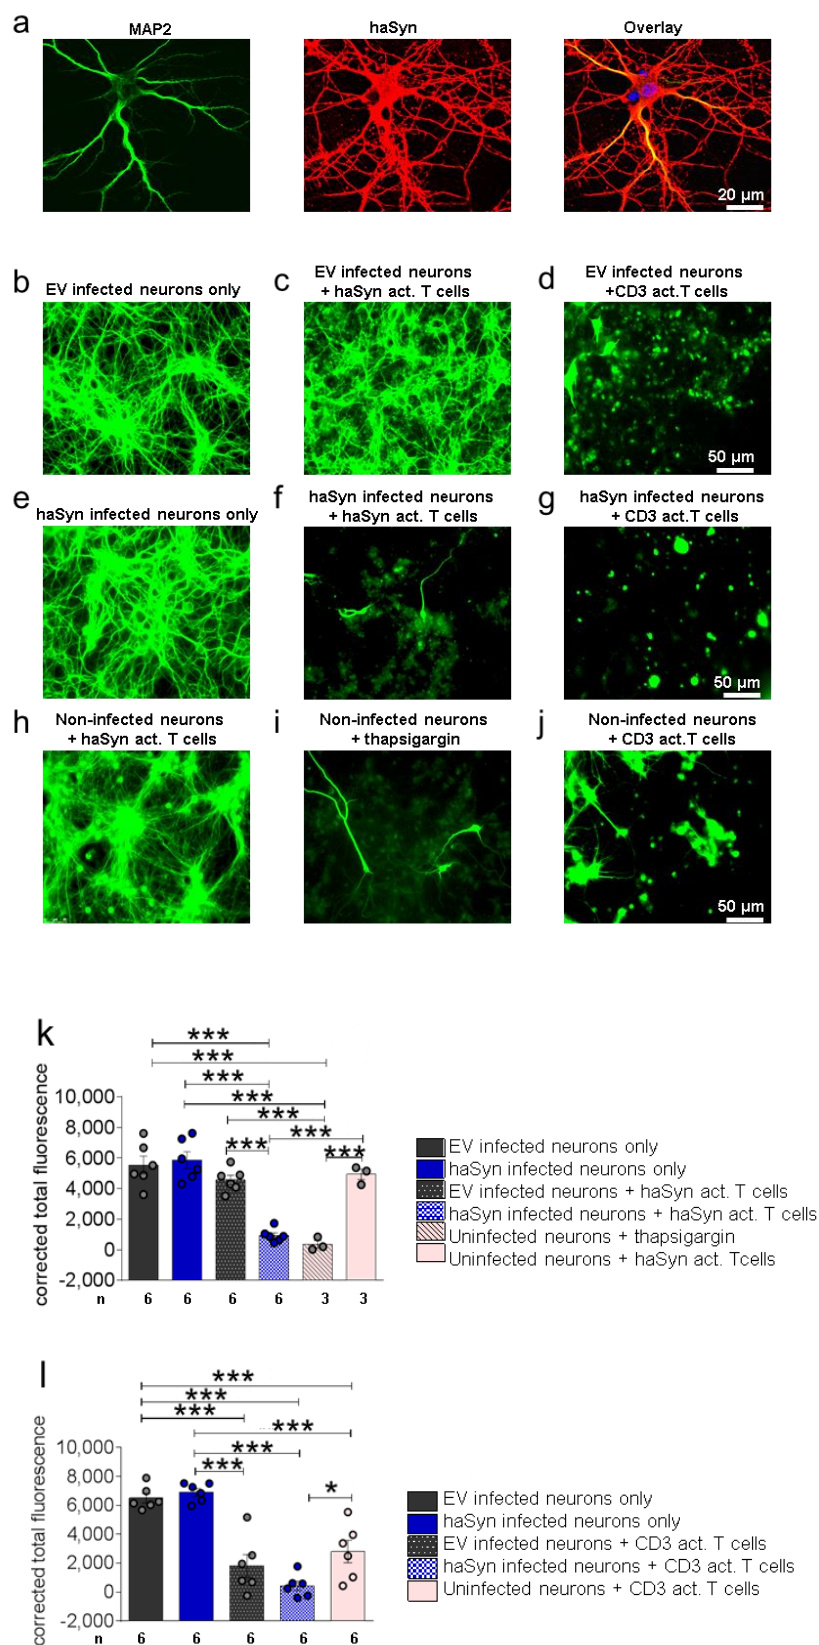 a
MAP2
haSyn
Overlay
20 µm
b
EV infected neurons only
c
EV infected neurons
+ haSyn act. T cells
d
EV infected neurons
+CD3 act.T cells
50 µm
e
haSyn infected neurons only
f
haSyn infected neurons
+ haSyn act. T cells
g
haSyn infected neurons
+ CD3 act.T cells
50 µm
h
Non-infected neurons
+ haSyn act. T cells
i
Non-infected neurons
+ thapsigargin
j
Non-infected neurons
+ CD3 act.T cells
50 µm
k
***
***
***
***
***
***
***
***
corrected total fluorescence
10,000
8,000
6,000
4,000
2,000
0
-2,000
n 6 6 6 6 3 3
EV infected neurons only
haSyn infected neurons only
EV infected neurons + haSyn act. T cells
haSyn infected neurons + haSyn act. T cells
Uninfected neurons + thapsigargin
Uninfected neurons + haSyn act. Tcells
l
***
***
***
***
***
***
*
corrected total fluorescence
10,000
8,000
6,000
4,000
2,000
0
-2,000
n 6 6 6 6 6
EV infected neurons only
haSyn infected neurons only
EV infected neurons + CD3 act. T cells
haSyn infected neurons + CD3 act. T cells
Uninfected neurons + CD3 act. T cells